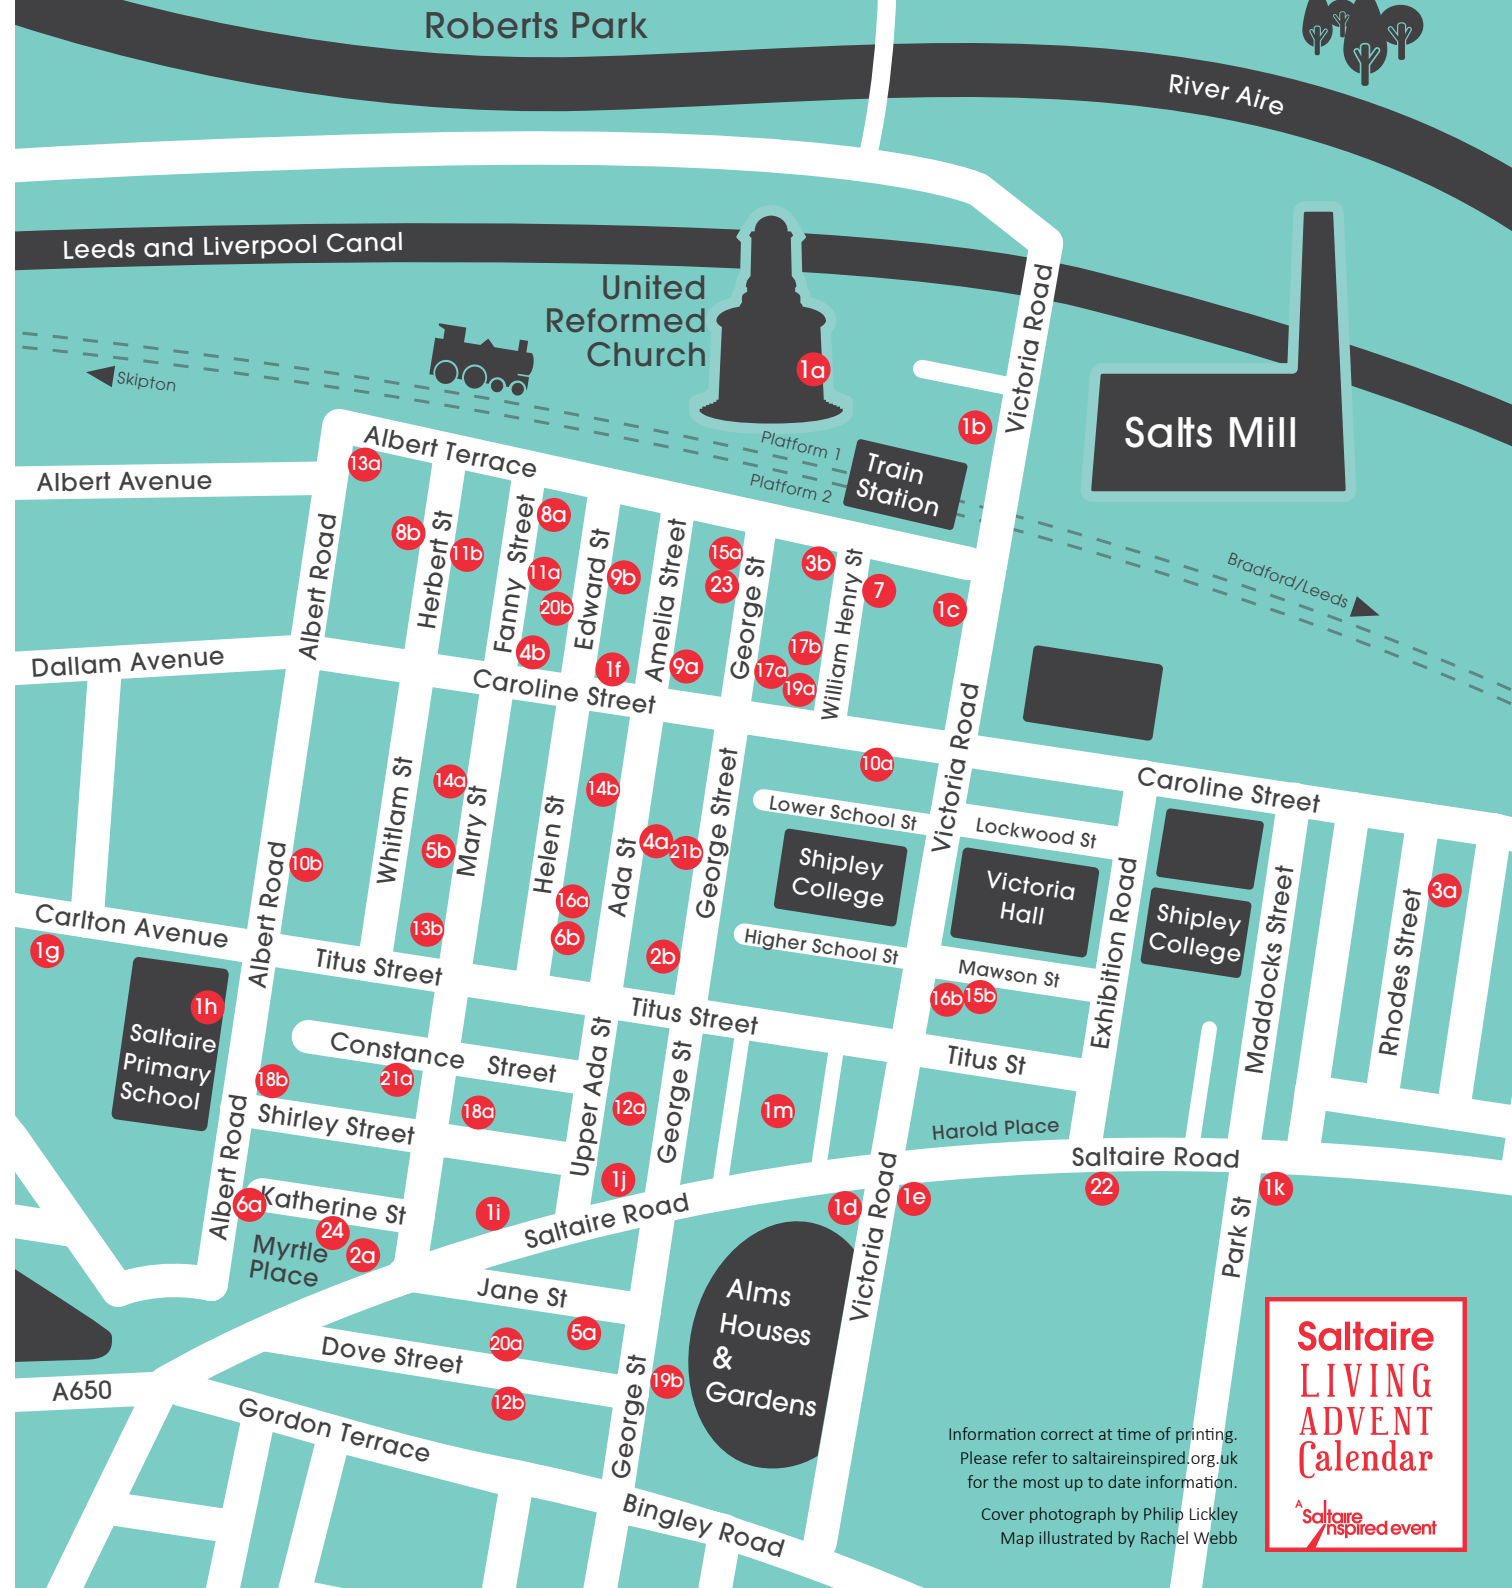 Roberts Park
River Aire
Leeds and Liverpool Canal
United
Reformed
Church
1a
Victoria Road
Skipton
1b
Salts Mill
Platform 1
Platform 2
Train
Station
Albert Terrace
13a
Albert Avenue
8b
Herbert St
11b
Fanny Street
8a
11a
20b
4b
Edward St
9b
1f
Amelia Street
15a
23
9a
George St
3b
17b
17a
19a
William Henry St
7
1c
Bradford/Leeds
Albert Road
Dallam Avenue
Caroline Street
Victoria Road
10a
Caroline Street
Lower School St
Lockwood St
14a
14b
Whitlam St
5b
Mary St
Helen St
4a
21b
Ada St
George Street
Shipley
College
Victoria
Hall
Exhibition Road
Shipley
College
Maddocks Street
3a
Rhodes Street
10b
Albert Road
16a
6b
13b
2b
Carlton Avenue
1g
Titus Street
Higher School St
Mawson St
16b
15b
1h
Saltaire
Primary
School
Titus Street
Titus St
Constance Street
18b
21a
18a
Upper Ada St
12a
George St
1m
Harold Place
Saltaire Road
Shirley Street
Albert Road
1j
6a
Katherine St
24
2a
Myrtle
Place
1i
Saltaire Road
1d
1e
22
1k
Victoria Road
Park St
Jane St
5a
20a
Dove Street
12b
George St
19b
Alms
Houses
&
Gardens
A650
Gordon Terrace
Bingley Road
Information correct at time of printing.
Please refer to saltaireinspired.org.uk
for the most up to date information.
Cover photograph by Philip Lickley
Map illustrated by Rachel Webb
Saltaire
LIVING
ADVENT
Calendar
A
Saltaire
Inspired event